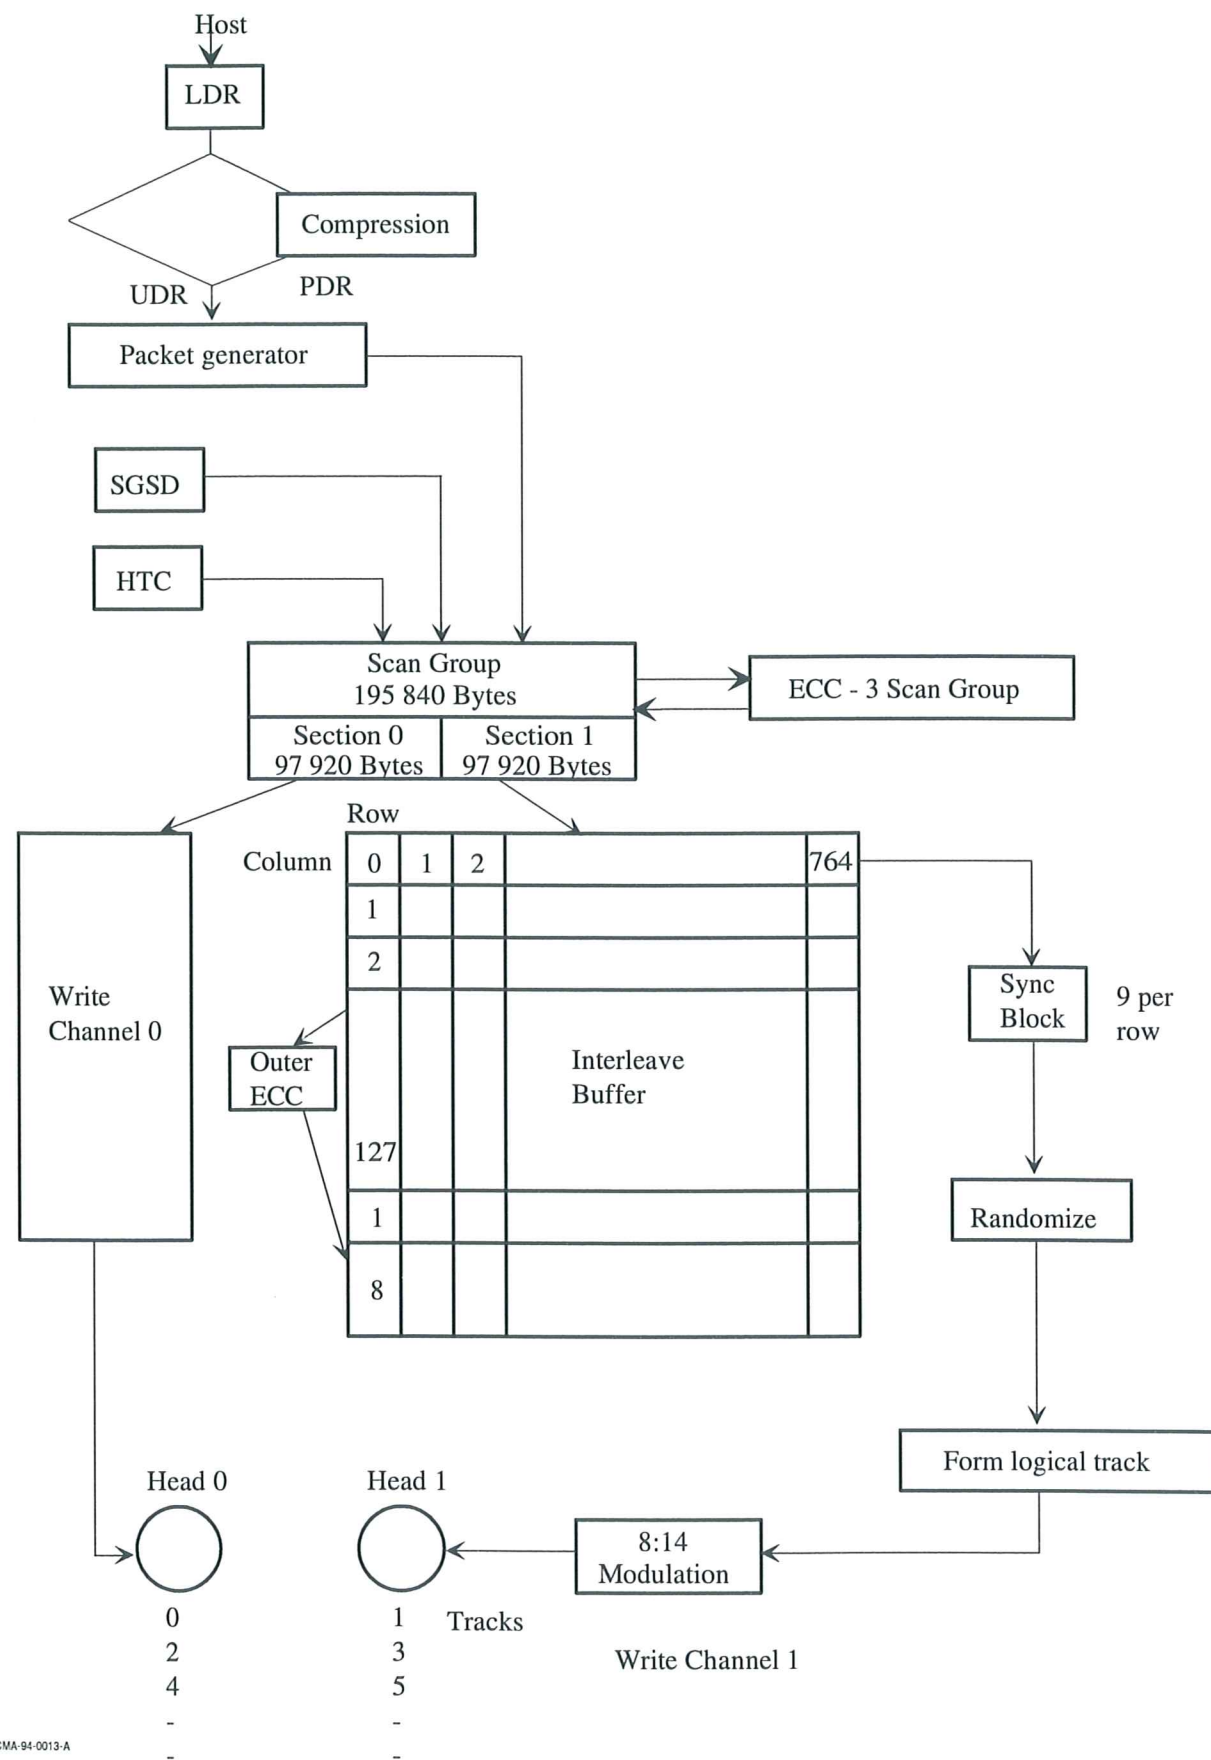 Host
LDR
Compression
UDR
PDR
Packet generator
SGSD
HTC
Scan Group
195 840 Bytes
ECC - 3 Scan Group
Section 0
97 920 Bytes
Section 1
97 920 Bytes
Row
Column 0 1 2 764
1
2
Write
Channel 0
Outer
ECC
127
1
8
Interleave
Buffer
Sync
Block
9 per
row
Randomize
Form logical track
8:14
Modulation
Head 0
Head 1
0 1 Tracks
2 3
4 5
- -
- -
Write Channel 1
MA-94-0013-A